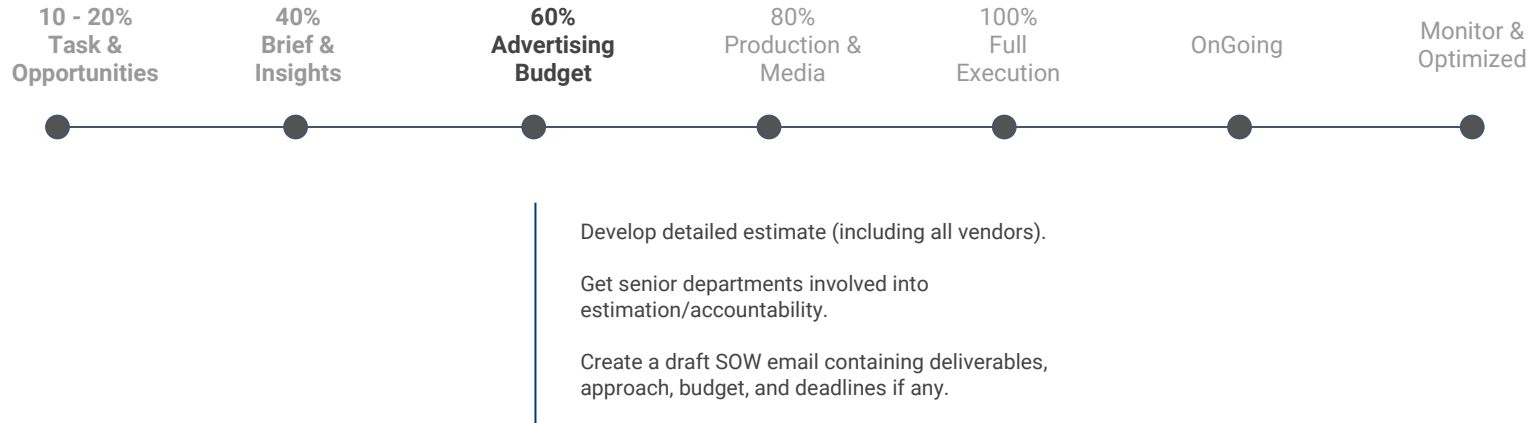 10 - 20%
Task &
Opportunities
40%
Brief &
Insights
60%
Advertising
Budget
80%
Production &
Media
100%
Full
Execution
OnGoing
Monitor &
Optimized
Develop detailed estimate (including all vendors).
Get senior departments involved into
estimation/accountability.
Create a draft SOW email containing deliverables,
approach, budget, and deadlines if any.